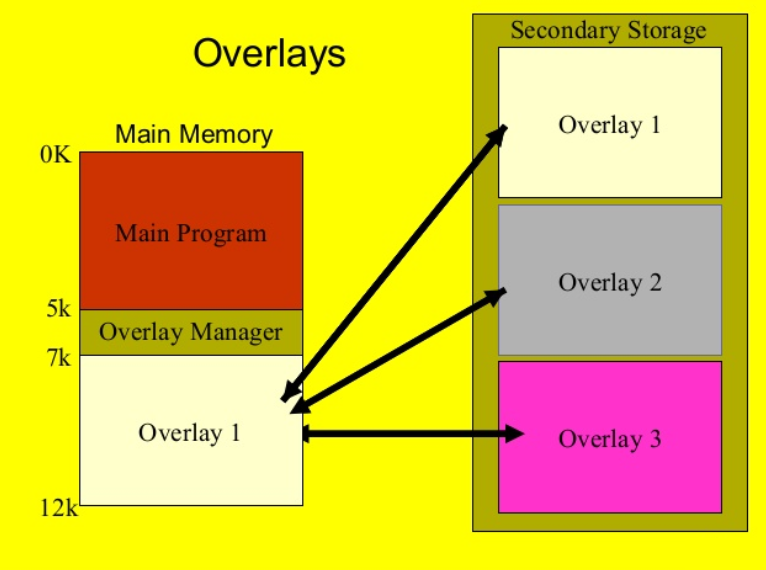 Overlays
Main Memory
0K
Main Program
5k
Overlay Manager
7k
Overlay 1
12k
Secondary Storage
Overlay 1
Overlay 2
Overlay 3